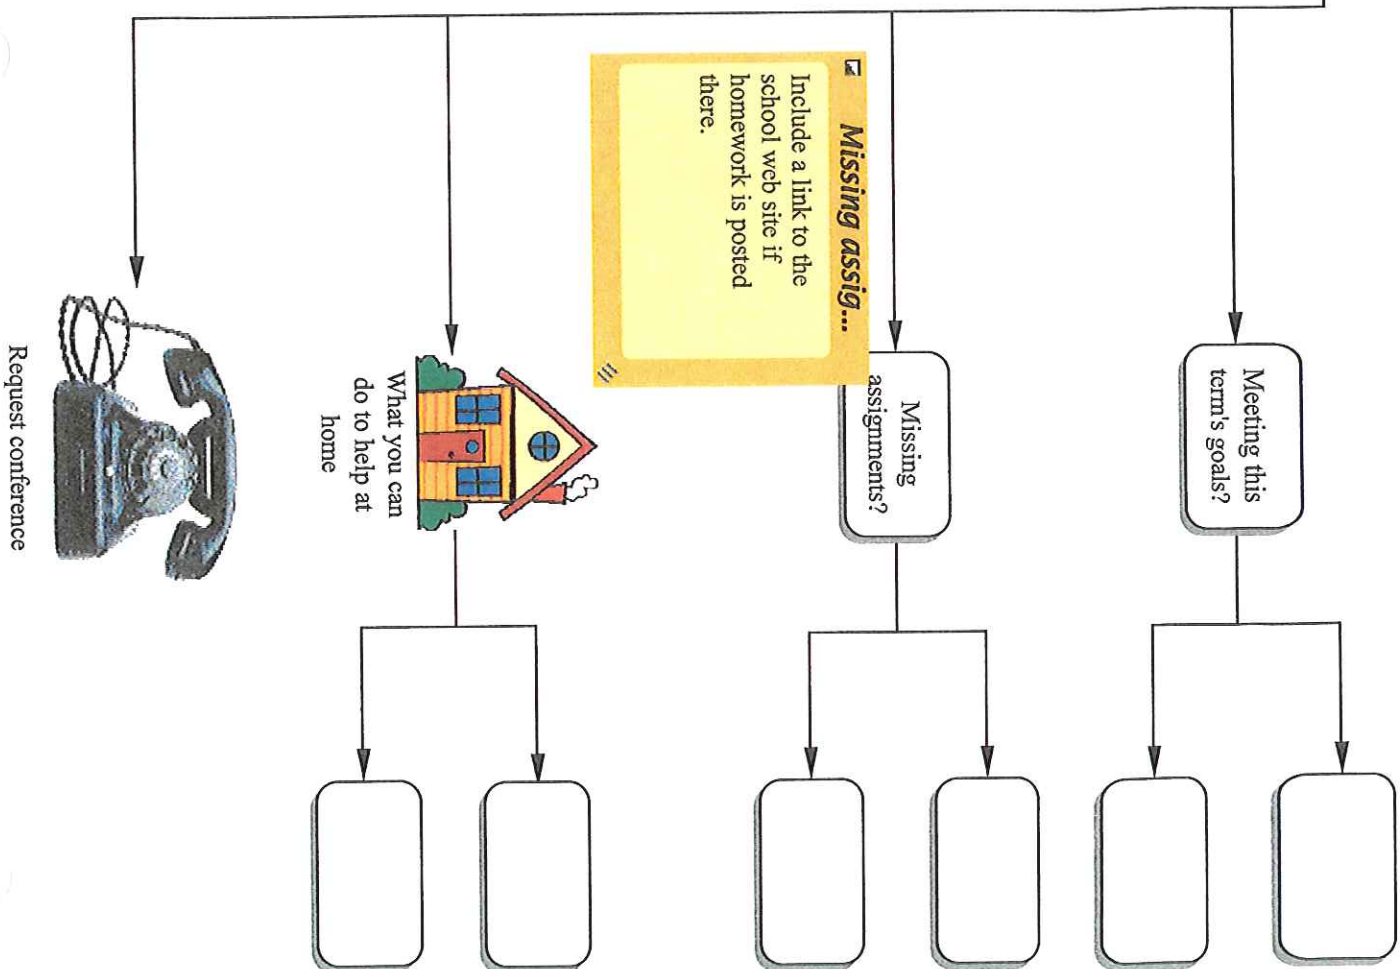 Meeting this
term's goals?
Missing
assignments?
Missing assig...
Include a link to the
school web site if
homework is posted
there.
What you can
do to help at
home
Request conference